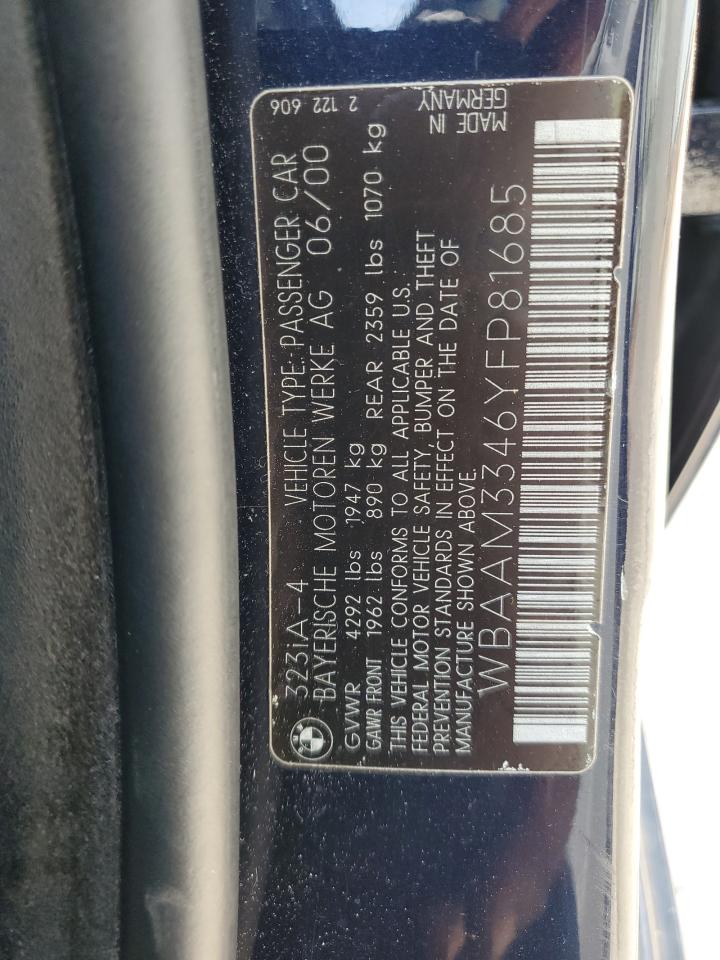 323iA-4 VEHICLE TYPE: PASSENGER CAR
BAYERISCHE MOTOREN WERKE AG 06/00
GVWR 4292 lbs 1947 kg
GAWR FRONT 1962 lbs 890 kg REAR 2359 lbs 1070 kg
THIS VEHICLE CONFORMS TO ALL APPLICABLE U.S.
FEDERAL MOTOR VEHICLE SAFETY, BUMPER AND THEFT
PREVENTION STANDARDS IN EFFECT ON THE DATE OF
MANUFACTURE SHOWN ABOVE.
WBAAM3346YFP81685
2 122 606
MADE IN
GERMANY